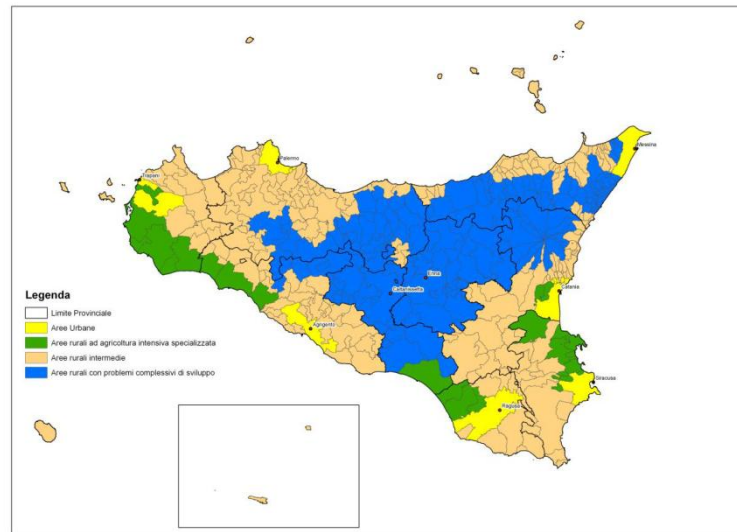 Messina
Palermo
Trapani
Enna
Caltanissetta
Catania
Agrigento
Siracusa
Ragusa
Legenda
Limite Provinciale
Aree Urbane
Aree rurali ad agricoltura intensiva specializzata
Aree rurali intermedie
Aree rurali con problemi complessivi di sviluppo